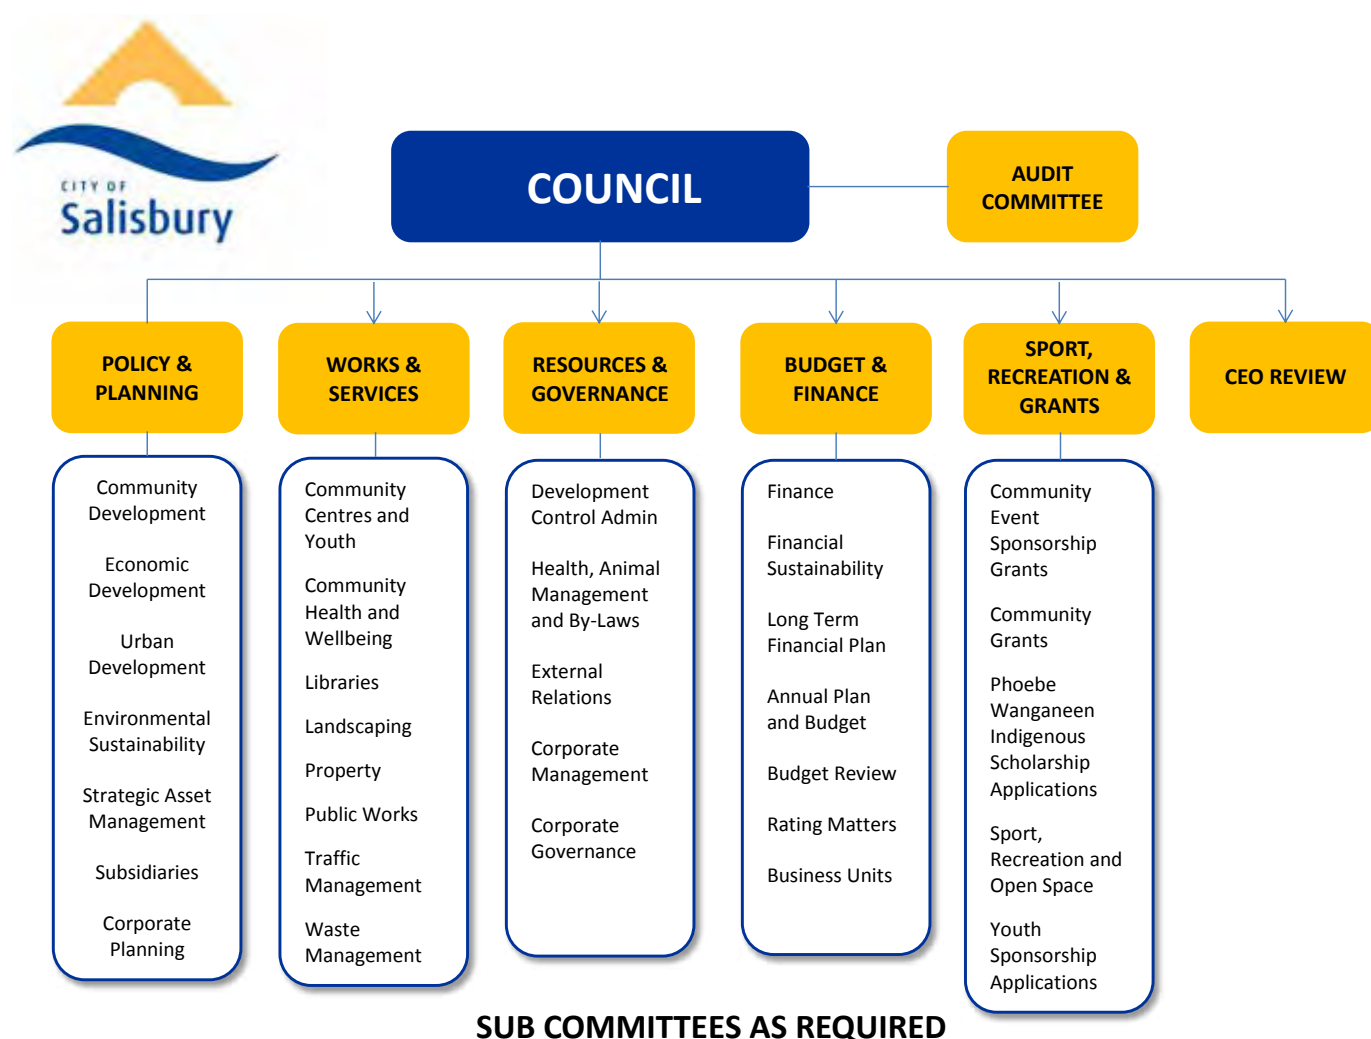 CITY OF
Salisbury
COUNCIL
AUDIT
COMMITTEE
POLICY &
PLANNING
WORKS &
SERVICES
RESOURCES &
GOVERNANCE
BUDGET &
FINANCE
SPORT,
RECREATION &
GRANTS
CEO REVIEW
Community
Development
Economic
Development
Urban
Development
Environmental
Sustainability
Strategic Asset
Management
Subsidiaries
Corporate
Planning
Community
Centres and
Youth
Community
Health and
Wellbeing
Libraries
Landscaping
Property
Public Works
Traffic
Management
Waste
Management
Development
Control Admin
Health, Animal
Management
and By-Laws
External
Relations
Corporate
Management
Corporate
Governance
Finance
Financial
Sustainability
Long Term
Financial Plan
Annual Plan
and Budget
Budget Review
Rating Matters
Business Units
Community
Event
Sponsorship
Grants
Community
Grants
Phoebe
Wanganeen
Indigenous
Scholarship
Applications
Sport,
Recreation and
Open Space
Youth
Sponsorship
Applications
SUB COMMITTEES AS REQUIRED